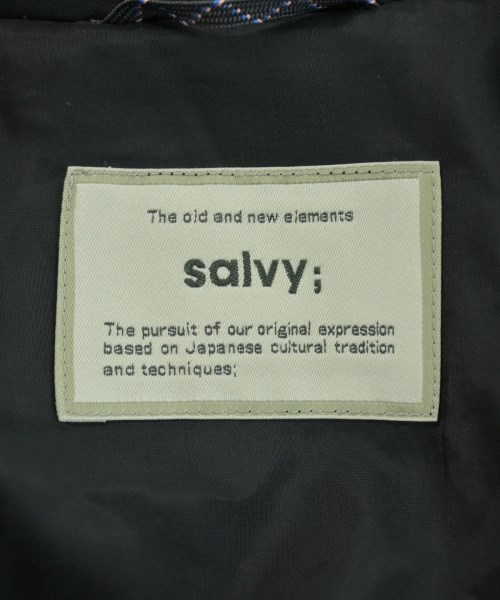 The old and new elements
salvy;
The pursuit of our original expression
based on Japanese cultural tradition
and techniques;